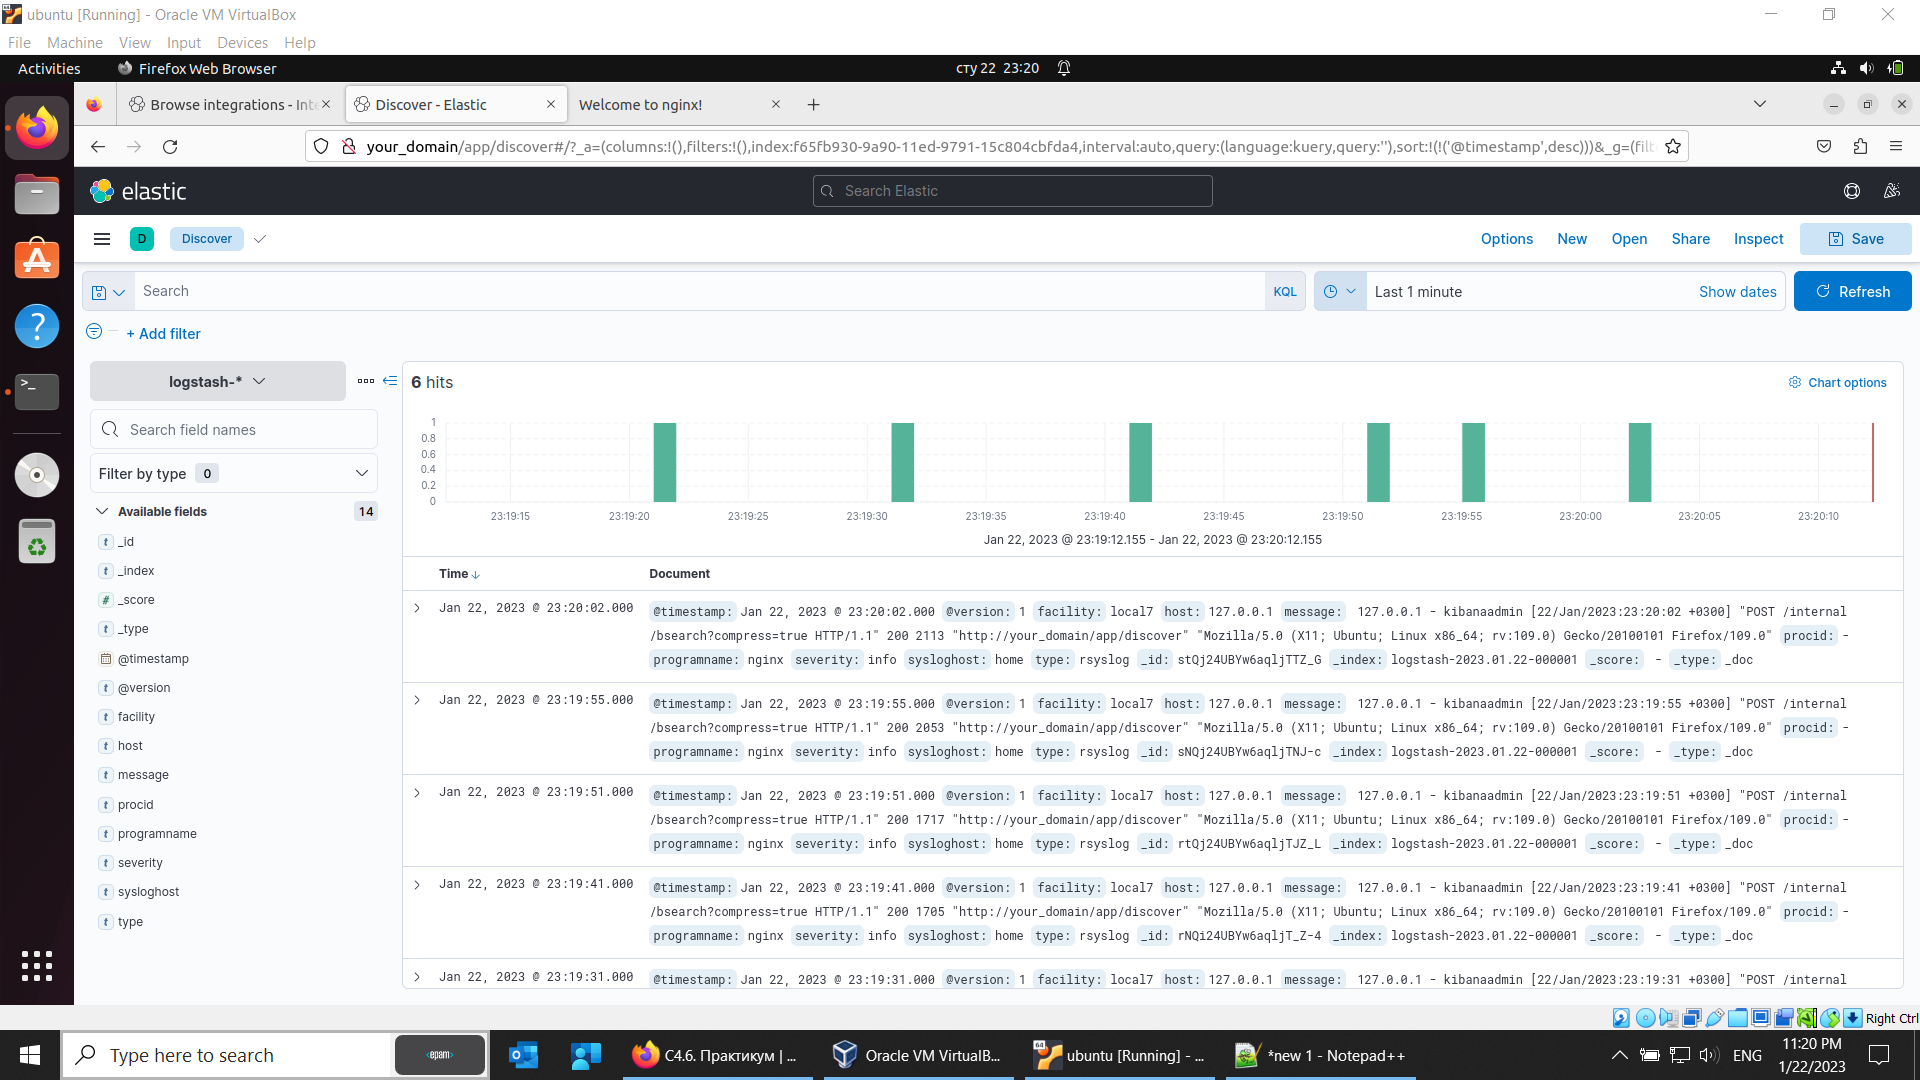 ubuntu [Running] - Oracle VM VirtualBox
File Machine View Input Devices Help
Activities Firefox Web Browser сту 22 23:20
Browse integrations - Inte Discover - Elastic Welcome to nginx!
your_domain/app/discover#/?_a=(columns:!(),filters:!(),index:f65fb930-9a90-11ed-9791-15c804cbfda4,interval:auto,query:(language:kuery,query:''),sort:!(!('@timestamp',desc)))&_g=(filt
elastic Search Elastic
D Discover Options New Open Share Inspect Save
Search KQL Last 1 minute Show dates Refresh
+ Add filter
logstash-* 6 hits Chart options
Search field names
Filter by type 0
Available fields 14
_id
_index
_score
_type
@timestamp
@version
facility
host
message
procid
programname
severity
sysloghost
type
1
0.8
0.6
0.4
0.2
0
23:19:15 23:19:20 23:19:25 23:19:30 23:19:35 23:19:40 23:19:45 23:19:50 23:19:55 23:20:00 23:20:05 23:20:10
Jan 22, 2023 @ 23:19:12.155 - Jan 22, 2023 @ 23:20:12.155
Time Document
Jan 22, 2023 @ 23:20:02.000 @timestamp: Jan 22, 2023 @ 23:20:02.000 @version: 1 facility: local7 host: 127.0.0.1 message: 127.0.0.1 - kibanaadmin [22/Jan/2023:23:20:02 +0300] "POST /internal
/bsearch?compress=true HTTP/1.1" 200 2113 "http://your_domain/app/discover" "Mozilla/5.0 (X11; Ubuntu; Linux x86_64; rv:109.0) Gecko/20100101 Firefox/109.0" procid: -
programname: nginx severity: info sysloghost: home type: rsyslog _id: stQj24UBYw6aqljTTZ_G _index: logstash-2023.01.22-000001 _score: - _type: _doc
Jan 22, 2023 @ 23:19:55.000 @timestamp: Jan 22, 2023 @ 23:19:55.000 @version: 1 facility: local7 host: 127.0.0.1 message: 127.0.0.1 - kibanaadmin [22/Jan/2023:23:19:55 +0300] "POST /internal
/bsearch?compress=true HTTP/1.1" 200 2053 "http://your_domain/app/discover" "Mozilla/5.0 (X11; Ubuntu; Linux x86_64; rv:109.0) Gecko/20100101 Firefox/109.0" procid: -
programname: nginx severity: info sysloghost: home type: rsyslog _id: sNQj24UBYw6aqljTNJ-c _index: logstash-2023.01.22-000001 _score: - _type: _doc
Jan 22, 2023 @ 23:19:51.000 @timestamp: Jan 22, 2023 @ 23:19:51.000 @version: 1 facility: local7 host: 127.0.0.1 message: 127.0.0.1 - kibanaadmin [22/Jan/2023:23:19:51 +0300] "POST /internal
/bsearch?compress=true HTTP/1.1" 200 1717 "http://your_domain/app/discover" "Mozilla/5.0 (X11; Ubuntu; Linux x86_64; rv:109.0) Gecko/20100101 Firefox/109.0" procid: -
programname: nginx severity: info sysloghost: home type: rsyslog _id: rtQj24UBYw6aqljTJZ_L _index: logstash-2023.01.22-000001 _score: - _type: _doc
Jan 22, 2023 @ 23:19:41.000 @timestamp: Jan 22, 2023 @ 23:19:41.000 @version: 1 facility: local7 host: 127.0.0.1 message: 127.0.0.1 - kibanaadmin [22/Jan/2023:23:19:41 +0300] "POST /internal
/bsearch?compress=true HTTP/1.1" 200 1705 "http://your_domain/app/discover" "Mozilla/5.0 (X11; Ubuntu; Linux x86_64; rv:109.0) Gecko/20100101 Firefox/109.0" procid: -
programname: nginx severity: info sysloghost: home type: rsyslog _id: rNQi24UBYw6aqljT_Z-4 _index: logstash-2023.01.22-000001 _score: - _type: _doc
Jan 22, 2023 @ 23:19:31.000 @timestamp: Jan 22, 2023 @ 23:19:31.000 @version: 1 facility: local7 host: 127.0.0.1 message: 127.0.0.1 - kibanaadmin [22/Jan/2023:23:19:31 +0300] "POST /internal
Right Ctrl
Type here to search <epam> C4.6. Практикум | ... Oracle VM VirtualB... ubuntu [Running] - ... *new 1 - Notepad++ ENG 11:20 PM
1/22/2023